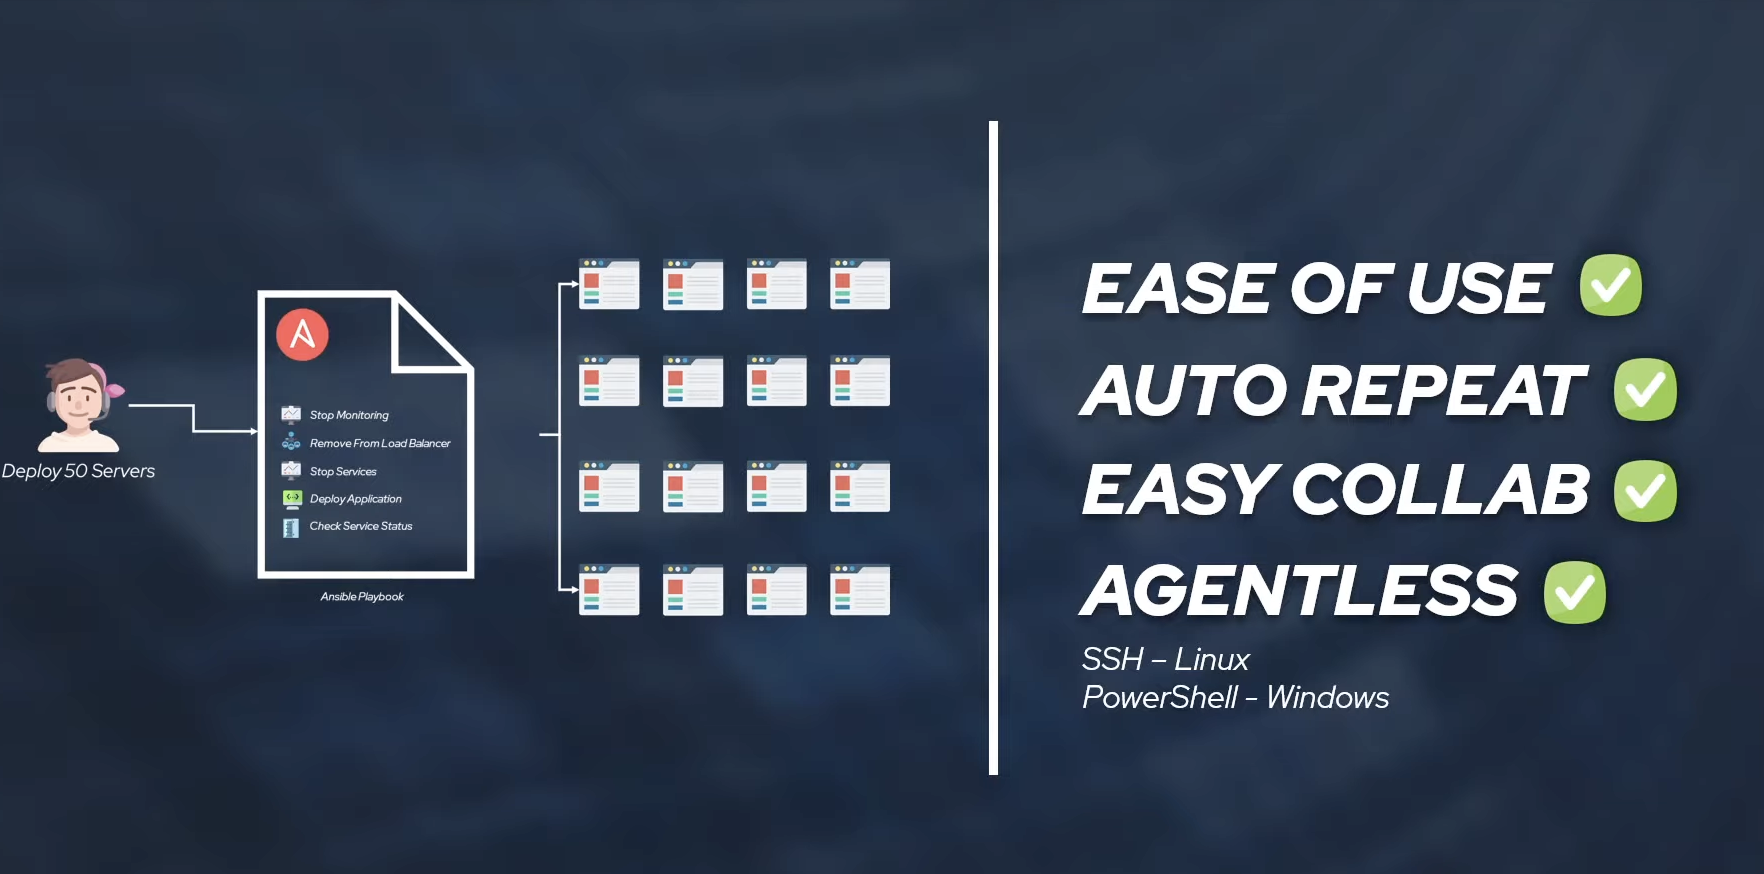 Deploy 50 Servers
Stop Monitoring
Remove From Load Balancer
Stop Services
Deploy Application
Check Service Status
Ansible Playbook
EASE OF USE
AUTO REPEAT
EASY COLLAB
AGENTLESS
SSH – Linux
PowerShell - Windows